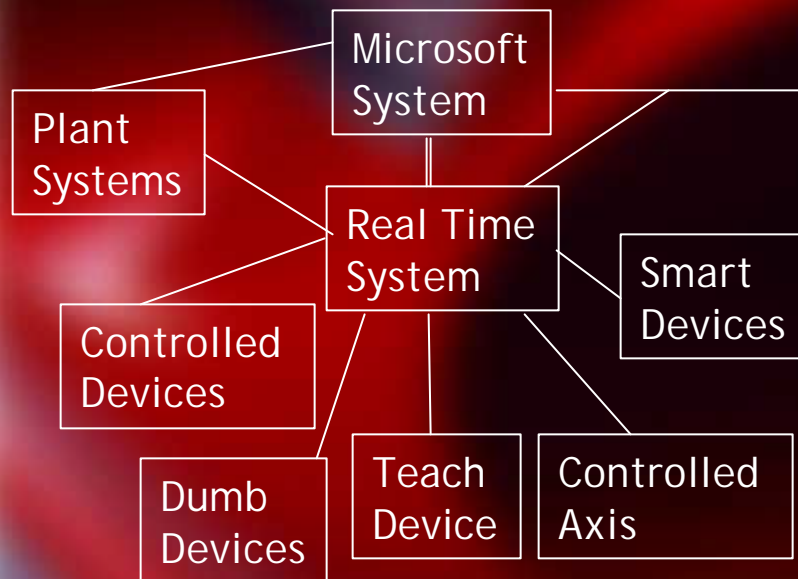 Microsoft
System
Plant
Systems
Real Time
System
Smart
Devices
Controlled
Devices
Teach
Device
Controlled
Axis
Dumb
Devices